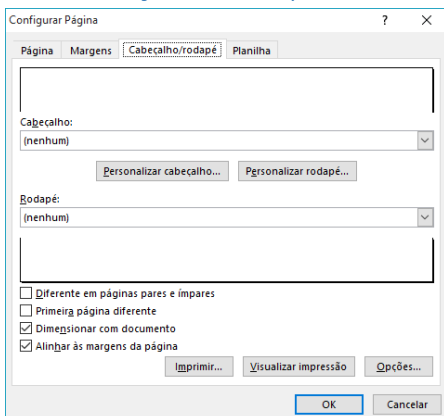 Configurar Página ? ×
Página Margens Cabeçalho/rodapé Planilha
Cabeçalho:
(nenhum)
Personalizar cabeçalho... Personalizar rodapé...
Rodapé:
(nenhum)
Diferente em páginas pares e ímpares
Primeira página diferente
Dimensionar com documento
Alinhar às margens da página
Imprimir... Visualizar impressão Opções...
OK Cancelar